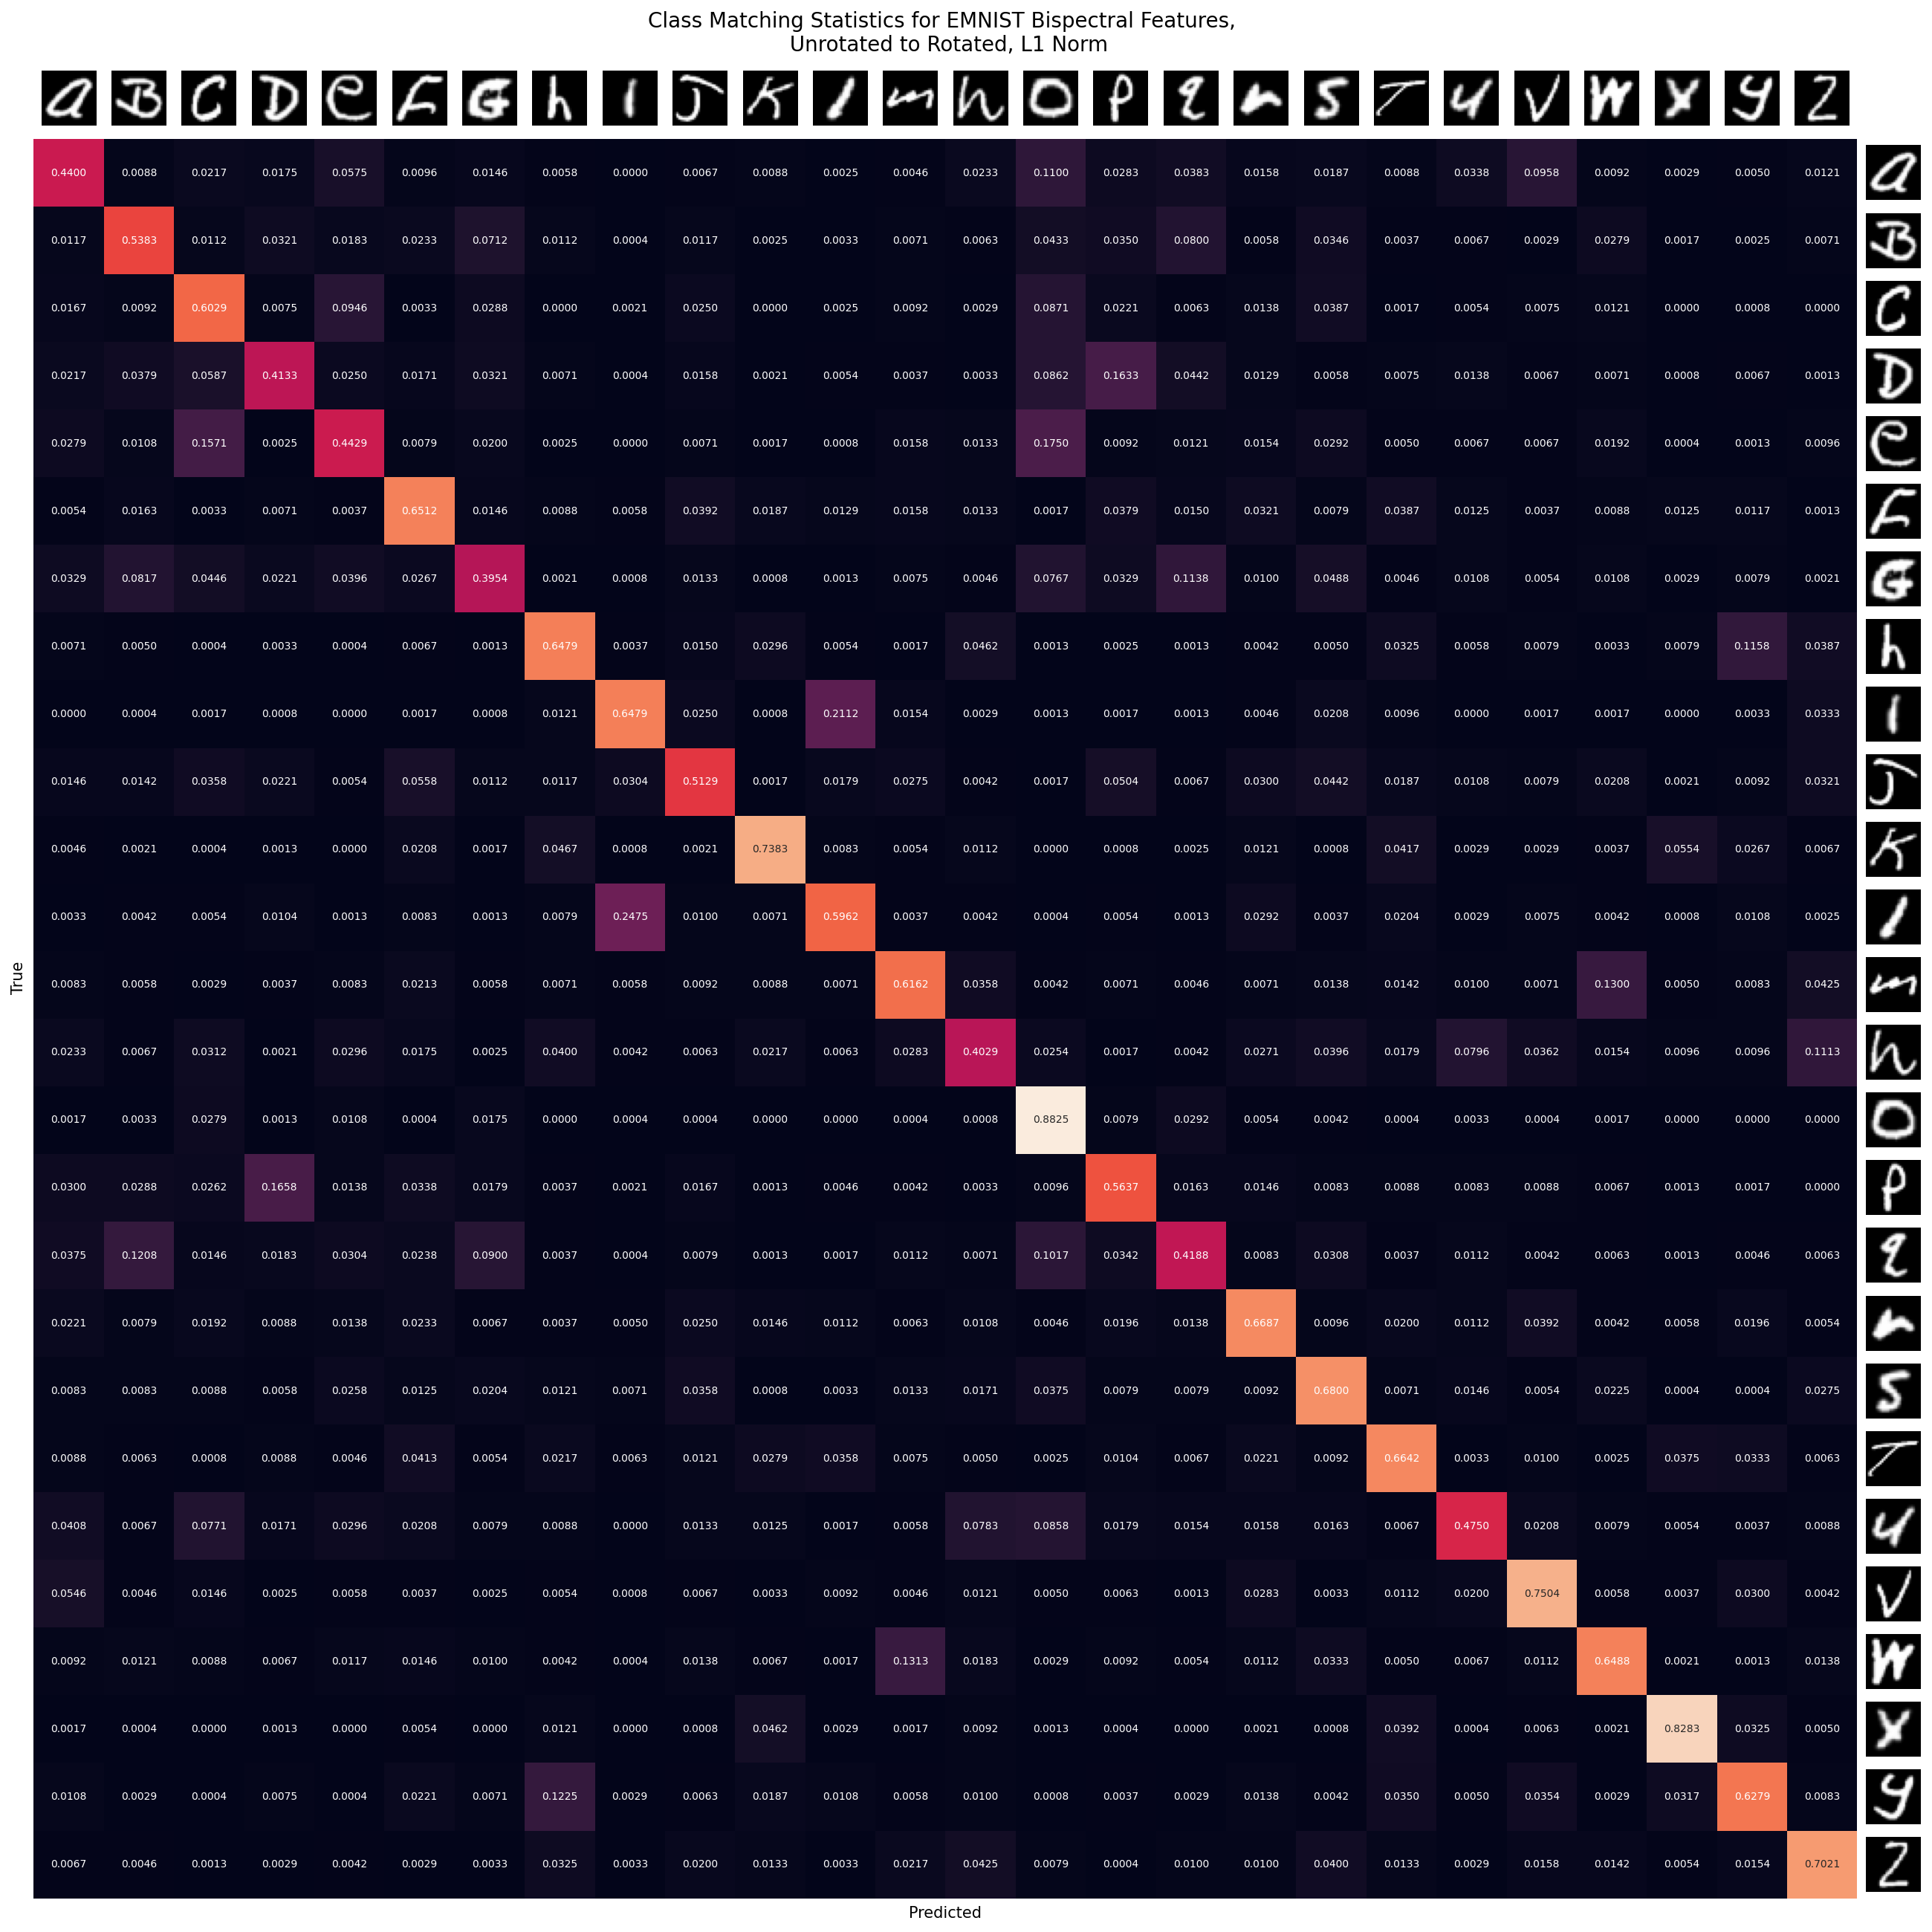 Class Matching Statistics for EMNIST Bispectral Features,
Unrotated to Rotated, L1 Norm
a B C D e F G h I J K l m n O P q r S T u V W X y Z
0.4400 0.0088 0.0217 0.0175 0.0575 0.0096 0.0146 0.0058 0.0000 0.0067 0.0088 0.0025 0.0046 0.0233 0.1100 0.0283 0.0383 0.0158 0.0187 0.0088 0.0338 0.0958 0.0092 0.0029 0.0050 0.0121 a
0.0117 0.5383 0.0112 0.0321 0.0183 0.0233 0.0712 0.0112 0.0004 0.0117 0.0025 0.0033 0.0071 0.0063 0.0433 0.0350 0.0800 0.0058 0.0346 0.0037 0.0067 0.0029 0.0279 0.0017 0.0025 0.0071 B
0.0167 0.0092 0.6029 0.0075 0.0946 0.0033 0.0288 0.0000 0.0021 0.0250 0.0000 0.0025 0.0092 0.0029 0.0871 0.0221 0.0063 0.0138 0.0387 0.0017 0.0054 0.0075 0.0121 0.0000 0.0008 0.0000 C
0.0217 0.0379 0.0587 0.4133 0.0250 0.0171 0.0321 0.0071 0.0004 0.0158 0.0021 0.0054 0.0037 0.0033 0.0862 0.1633 0.0442 0.0129 0.0058 0.0075 0.0138 0.0067 0.0071 0.0008 0.0067 0.0013 D
0.0279 0.0108 0.1571 0.0025 0.4429 0.0079 0.0200 0.0025 0.0000 0.0071 0.0017 0.0008 0.0158 0.0133 0.1750 0.0092 0.0121 0.0154 0.0292 0.0050 0.0067 0.0067 0.0192 0.0004 0.0013 0.0096 e
0.0054 0.0163 0.0033 0.0071 0.0037 0.6512 0.0146 0.0088 0.0058 0.0392 0.0187 0.0129 0.0158 0.0133 0.0017 0.0379 0.0150 0.0321 0.0079 0.0387 0.0125 0.0037 0.0088 0.0125 0.0117 0.0013 F
0.0329 0.0817 0.0446 0.0221 0.0396 0.0267 0.3954 0.0021 0.0008 0.0133 0.0008 0.0013 0.0075 0.0046 0.0767 0.0329 0.1138 0.0100 0.0488 0.0046 0.0108 0.0054 0.0108 0.0029 0.0079 0.0021 G
0.0071 0.0050 0.0004 0.0033 0.0004 0.0067 0.0013 0.6479 0.0037 0.0150 0.0296 0.0054 0.0017 0.0462 0.0013 0.0025 0.0013 0.0042 0.0050 0.0325 0.0058 0.0079 0.0033 0.0079 0.1158 0.0387 h
0.0000 0.0004 0.0017 0.0008 0.0000 0.0017 0.0008 0.0121 0.6479 0.0250 0.0008 0.2112 0.0154 0.0029 0.0013 0.0017 0.0013 0.0046 0.0208 0.0096 0.0000 0.0017 0.0017 0.0000 0.0033 0.0333 I
0.0146 0.0142 0.0358 0.0221 0.0054 0.0558 0.0112 0.0117 0.0304 0.5129 0.0017 0.0179 0.0275 0.0042 0.0017 0.0504 0.0067 0.0300 0.0442 0.0187 0.0108 0.0079 0.0208 0.0021 0.0092 0.0321 J
0.0046 0.0021 0.0004 0.0013 0.0000 0.0208 0.0017 0.0467 0.0008 0.0021 0.7383 0.0083 0.0054 0.0112 0.0000 0.0008 0.0025 0.0121 0.0008 0.0417 0.0029 0.0029 0.0037 0.0554 0.0267 0.0067 K
0.0033 0.0042 0.0054 0.0104 0.0013 0.0083 0.0013 0.0079 0.2475 0.0100 0.0071 0.5962 0.0037 0.0042 0.0004 0.0054 0.0013 0.0292 0.0037 0.0204 0.0029 0.0075 0.0042 0.0008 0.0108 0.0025 l
0.0083 0.0058 0.0029 0.0037 0.0083 0.0213 0.0058 0.0071 0.0058 0.0092 0.0088 0.0071 0.6162 0.0358 0.0042 0.0071 0.0046 0.0071 0.0138 0.0142 0.0100 0.0071 0.1300 0.0050 0.0083 0.0425 m
0.0233 0.0067 0.0312 0.0021 0.0296 0.0175 0.0025 0.0400 0.0042 0.0063 0.0217 0.0063 0.0283 0.4029 0.0254 0.0017 0.0042 0.0271 0.0396 0.0179 0.0796 0.0362 0.0154 0.0096 0.0096 0.1113 n
0.0017 0.0033 0.0279 0.0013 0.0108 0.0004 0.0175 0.0000 0.0004 0.0004 0.0000 0.0000 0.0004 0.0008 0.8825 0.0079 0.0292 0.0054 0.0042 0.0004 0.0033 0.0004 0.0017 0.0000 0.0000 0.0000 O
0.0300 0.0288 0.0262 0.1658 0.0138 0.0338 0.0179 0.0037 0.0021 0.0167 0.0013 0.0046 0.0042 0.0033 0.0096 0.5637 0.0163 0.0146 0.0083 0.0088 0.0083 0.0088 0.0067 0.0013 0.0017 0.0000 P
0.0375 0.1208 0.0146 0.0183 0.0304 0.0238 0.0900 0.0037 0.0004 0.0079 0.0013 0.0017 0.0112 0.0071 0.1017 0.0342 0.4188 0.0083 0.0308 0.0037 0.0112 0.0042 0.0063 0.0013 0.0046 0.0063 q
0.0221 0.0079 0.0192 0.0088 0.0138 0.0233 0.0067 0.0037 0.0050 0.0250 0.0146 0.0112 0.0063 0.0108 0.0046 0.0196 0.0138 0.6687 0.0096 0.0200 0.0112 0.0392 0.0042 0.0058 0.0196 0.0054 r
0.0083 0.0083 0.0088 0.0058 0.0258 0.0125 0.0204 0.0121 0.0071 0.0358 0.0008 0.0033 0.0133 0.0171 0.0375 0.0079 0.0079 0.0092 0.6800 0.0071 0.0146 0.0054 0.0225 0.0004 0.0004 0.0275 S
0.0088 0.0063 0.0008 0.0088 0.0046 0.0413 0.0054 0.0217 0.0063 0.0121 0.0279 0.0358 0.0075 0.0050 0.0025 0.0104 0.0067 0.0221 0.0092 0.6642 0.0033 0.0100 0.0025 0.0375 0.0333 0.0063 T
0.0408 0.0067 0.0771 0.0171 0.0296 0.0208 0.0079 0.0088 0.0000 0.0133 0.0125 0.0017 0.0058 0.0783 0.0858 0.0179 0.0154 0.0158 0.0163 0.0067 0.4750 0.0208 0.0079 0.0054 0.0037 0.0088 u
0.0546 0.0046 0.0146 0.0025 0.0058 0.0037 0.0025 0.0054 0.0008 0.0067 0.0033 0.0092 0.0046 0.0121 0.0050 0.0063 0.0013 0.0283 0.0033 0.0112 0.0200 0.7504 0.0058 0.0037 0.0300 0.0042 V
0.0092 0.0121 0.0088 0.0067 0.0117 0.0146 0.0100 0.0042 0.0004 0.0138 0.0067 0.0017 0.1313 0.0183 0.0029 0.0092 0.0054 0.0112 0.0333 0.0050 0.0067 0.0112 0.6488 0.0021 0.0013 0.0138 W
0.0017 0.0004 0.0000 0.0013 0.0000 0.0054 0.0000 0.0121 0.0000 0.0008 0.0462 0.0029 0.0017 0.0092 0.0013 0.0004 0.0000 0.0021 0.0008 0.0392 0.0004 0.0063 0.0021 0.8283 0.0325 0.0050 X
0.0108 0.0029 0.0004 0.0075 0.0004 0.0221 0.0071 0.1225 0.0029 0.0063 0.0187 0.0108 0.0058 0.0100 0.0008 0.0037 0.0029 0.0138 0.0042 0.0350 0.0050 0.0354 0.0029 0.0317 0.6279 0.0083 y
0.0067 0.0046 0.0013 0.0029 0.0042 0.0029 0.0033 0.0325 0.0033 0.0200 0.0133 0.0033 0.0217 0.0425 0.0079 0.0004 0.0100 0.0100 0.0400 0.0133 0.0029 0.0158 0.0142 0.0054 0.0154 0.7021 Z
True
Predicted